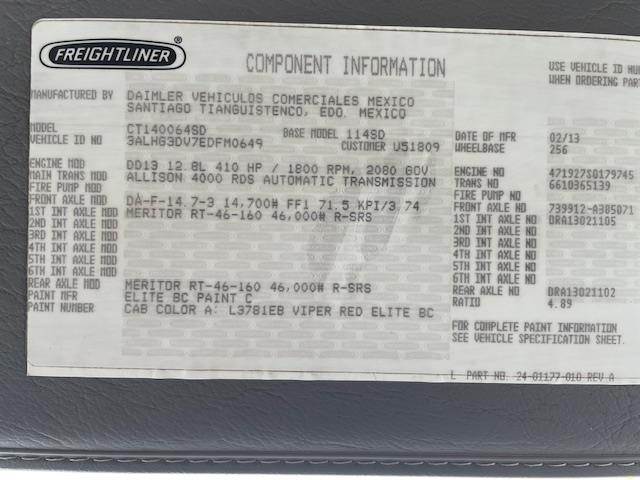 FREIGHTLINER ®
COMPONENT INFORMATION
USE VEHICLE ID
WHEN ORDERING
MANUFACTURED BY DAIMLER VEHICULOS COMERCIALES MEXICO
SANTIAGO TIANGUISTENCO, EDO. MEXICO
MODEL CT140064SD BASE MODEL 114SD DATE OF MFR 02/13
VEHICLE ID NO 3ALHG3DV7EDFM0649 CUSTOMER U51809 WHEELBASE 256
ENGINE MOD DD13 12.8L 410 HP / 1800 RPM, 2080 GOV ENGINE NO 471927S0179745
MAIN TRANS MOD ALLISON 4000 RDS AUTOMATIC TRANSMISSION TRANS NO 6610365139
FIRE PUMP MOD FIRE PUMP NO
FRONT AXLE MOD DA-F-14.7-3 14,700# FF1 71.5 KPI/3.74 FRONT AXLE NO 739912-A385071
1ST INT AXLE MOD MERITOR RT-46-160 46,000# R-SRS 1ST INT AXLE NO DRA13021105
2ND INT AXLE MOD 2ND INT AXLE NO
3RD INT AXLE MOD 3RD INT AXLE NO
4TH INT AXLE MOD 4TH INT AXLE NO
5TH INT AXLE MOD 5TH INT AXLE NO
6TH INT AXLE MOD 6TH INT AXLE NO
REAR AXLE MOD MERITOR RT-46-160 46,000# R-SRS REAR AXLE NO DRA13021102
PAINT MFR ELITE BC PAINT C RATIO 4.89
PAINT NUMBER CAB COLOR A: L3781EB VIPER RED ELITE BC
FOR COMPLETE PAINT INFORMATION
SEE VEHICLE SPECIFICATION SHEET.
PART NO. 24-01177-010 REV A